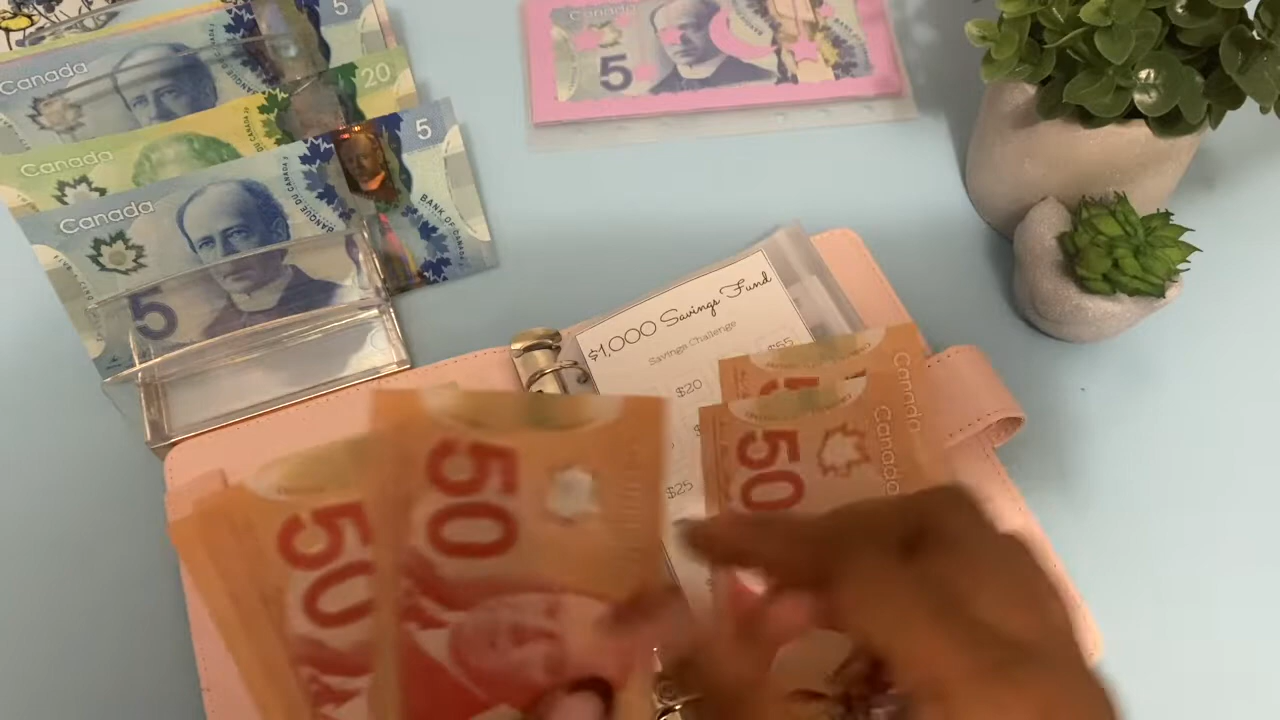 5
Canada
20
Canada
5
Canada
BANQUE DU CANADA
BANK OF CANADA
5
Canada
5
$1,000 Savings Fund
Savings Challenge
$55
$20
$25
Canada
Canada
50
50
50